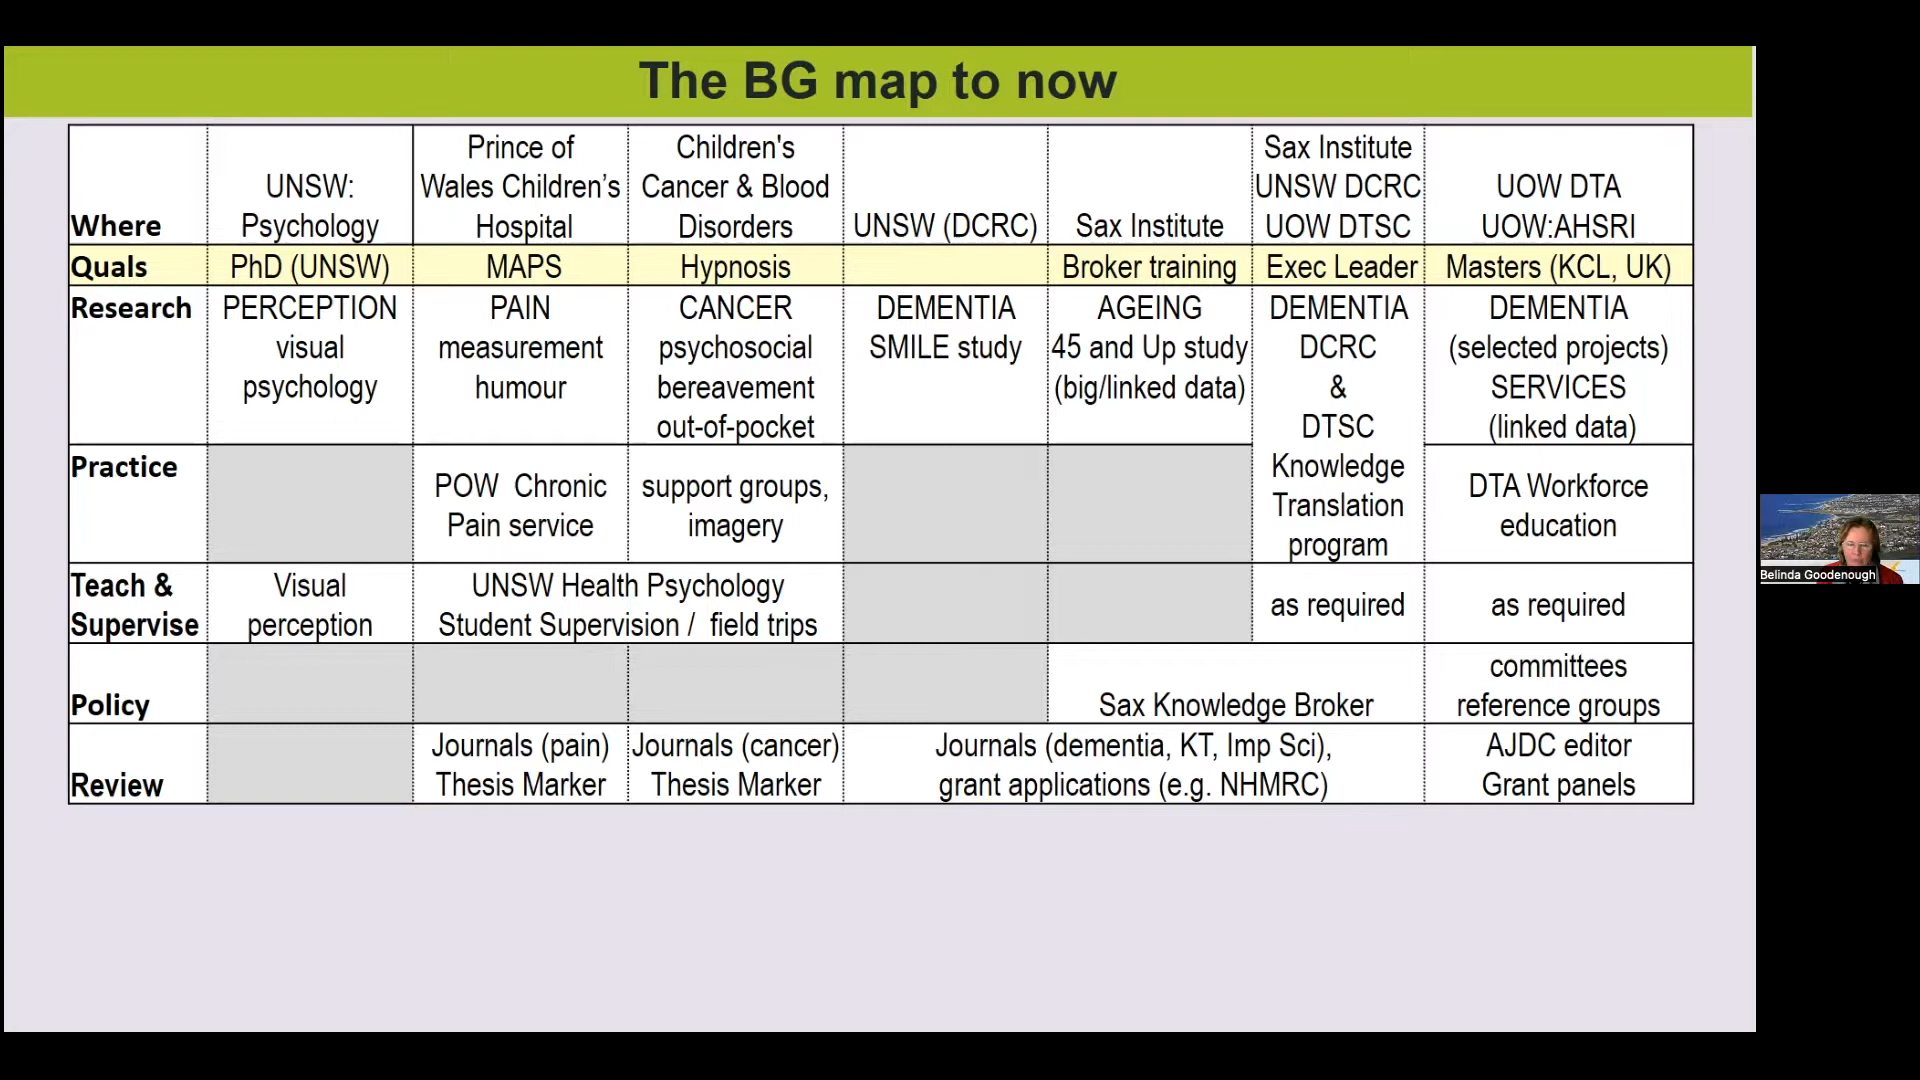 The BG map to now
Where
UNSW:
Psychology
Prince of
Wales Children’s
Hospital
Children's
Cancer & Blood
Disorders
UNSW (DCRC)
Sax Institute
Sax Institute
UNSW DCRC
UOW DTSC
UOW DTA
UOW:AHSRI
Quals
PhD (UNSW)
MAPS
Hypnosis
Broker training
Exec Leader
Masters (KCL, UK)
Research
PERCEPTION
visual
psychology
PAIN
measurement
humour
CANCER
psychosocial
bereavement
out-of-pocket
DEMENTIA
SMILE study
AGEING
45 and Up study
(big/linked data)
DEMENTIA
DCRC
&
DTSC
Knowledge
Translation
program
DEMENTIA
(selected projects)
SERVICES
(linked data)
Practice
POW Chronic
Pain service
support groups,
imagery
DTA Workforce
education
Teach &
Supervise
Visual
perception
UNSW Health Psychology
Student Supervision / field trips
as required
as required
Policy
Sax Knowledge Broker
committees
reference groups
Review
Journals (pain)
Thesis Marker
Journals (cancer)
Thesis Marker
Journals (dementia, KT, Imp Sci),
grant applications (e.g. NHMRC)
AJDC editor
Grant panels
Belinda Goodenough